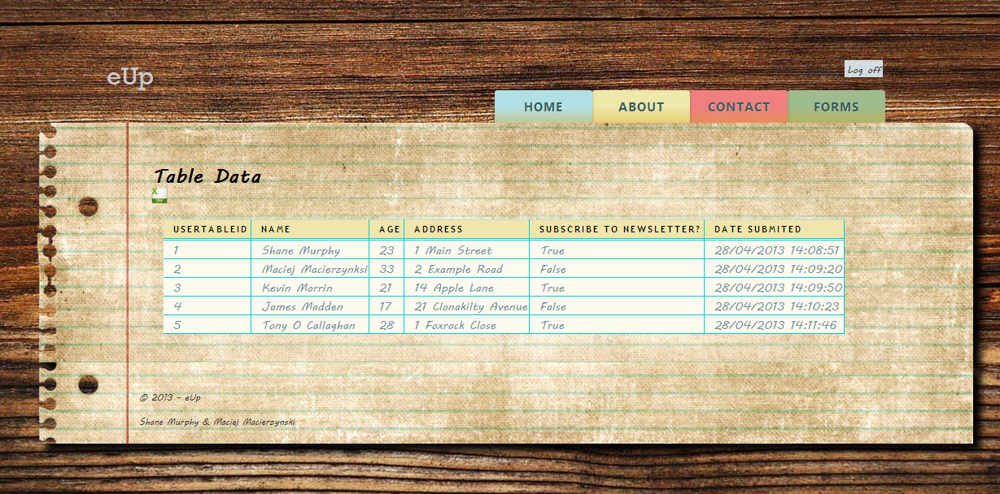 eUp
Log off
HOME ABOUT CONTACT FORMS
Table Data
USERTABLEID NAME AGE ADDRESS SUBSCRIBE TO NEWSLETTER? DATE SUBMITED
1 Shane Murphy 23 1 Main Street True 28/04/2013 14:08:51
2 Maciej Macierzynksi 33 2 Example Road False 28/04/2013 14:09:20
3 Kevin Morrin 21 14 Apple Lane True 28/04/2013 14:09:50
4 James Madden 17 21 Clonakilty Avenue False 28/04/2013 14:10:23
5 Tony O Callaghan 28 1 Foxrock Close True 28/04/2013 14:11:46
© 2013 - eUp
Shane Murphy & Maciej Macierzynski